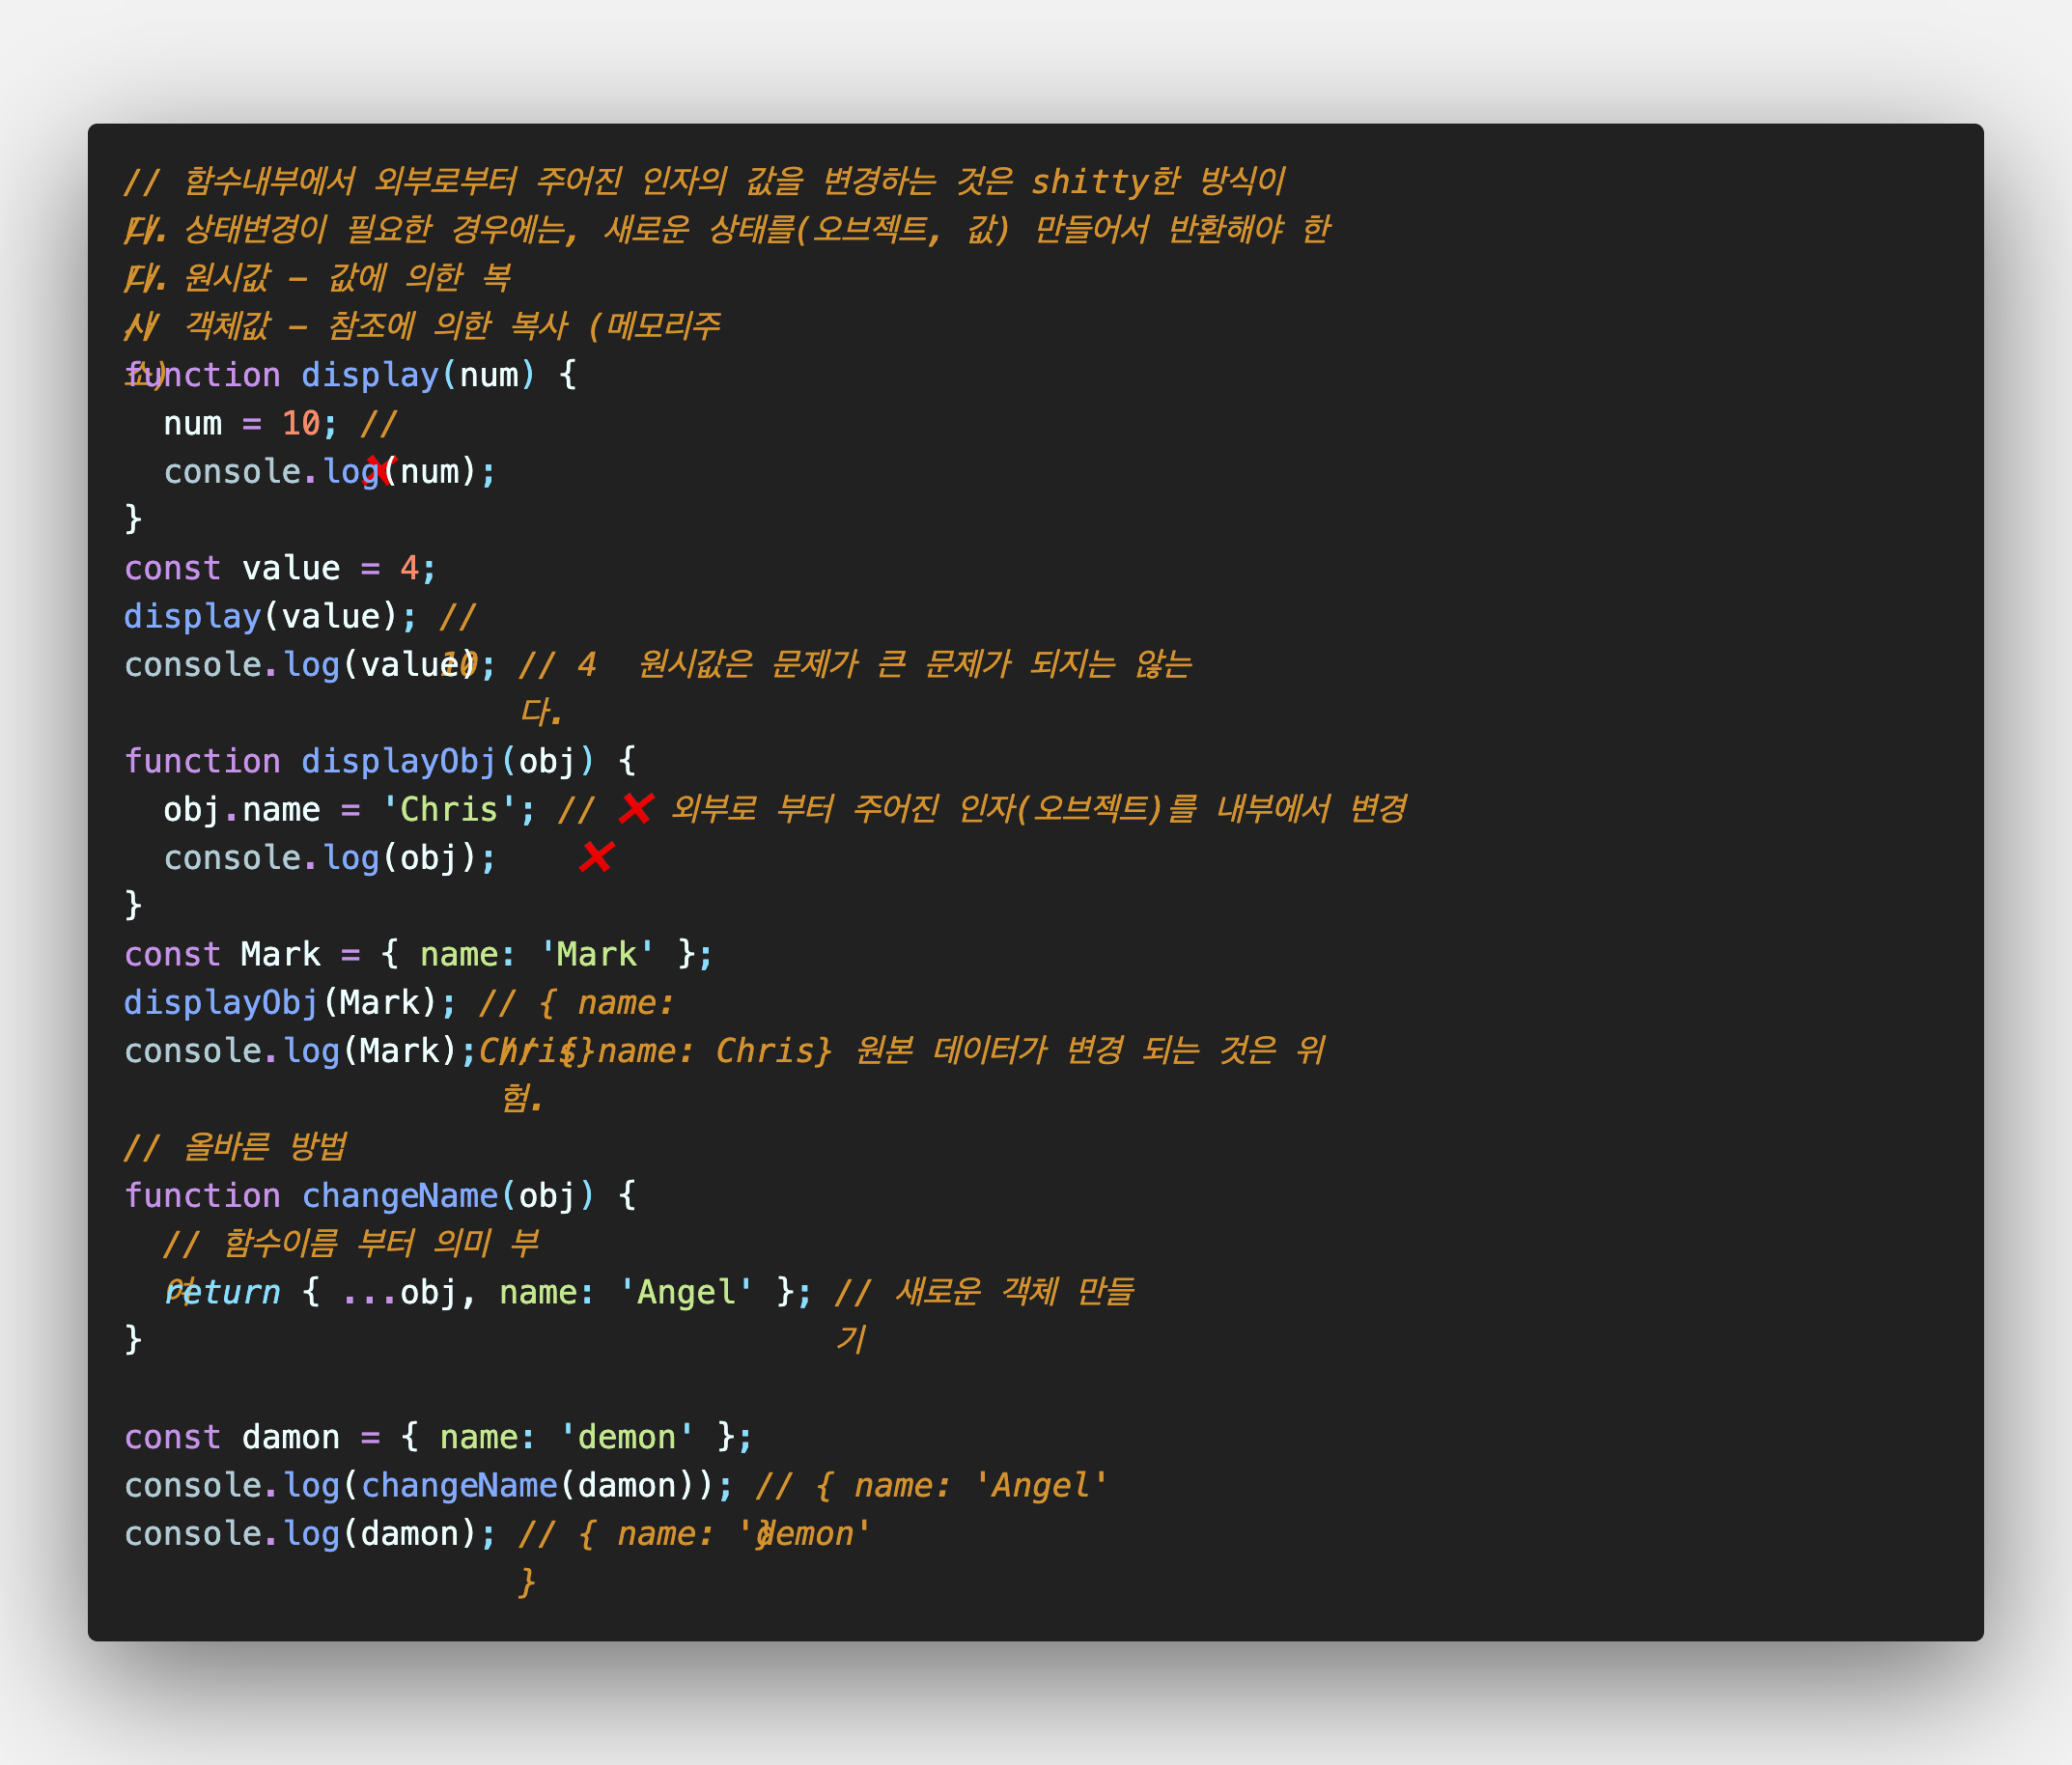 // 함수내부에서 외부로부터 주어진 인자의 값을 변경하는 것은 shitty한 방식이다.
// 상태변경이 필요한 경우에는, 새로운 상태를(오브젝트, 값) 만들어서 반환해야 한다.
// 원시값 – 값에 의한 복사
// 객체값 – 참조에 의한 복사 (메모리주소)
function display(num) {
  num = 10; // ❌
  console.log(num);
}
const value = 4;
display(value); // 10
console.log(value); // 4  원시값은 문제가 큰 문제가 되지는 않는다.

function displayObj(obj) {
  obj.name = 'Chris'; // ❌ 외부로 부터 주어진 인자(오브젝트)를 내부에서 변경 ❌
  console.log(obj);
}
const Mark = { name: 'Mark' };
displayObj(Mark); // { name: Chris}
console.log(Mark); // { name: Chris} 원본 데이터가 변경 되는 것은 위험.

// 올바른 방법
function changeName(obj) {
  // 함수이름 부터 의미 부여
  return { ...obj, name: 'Angel' }; // 새로운 객체 만들기
}

const damon = { name: 'demon' };
console.log(changeName(damon)); // { name: 'Angel' }
console.log(damon); // { name: 'demon' }